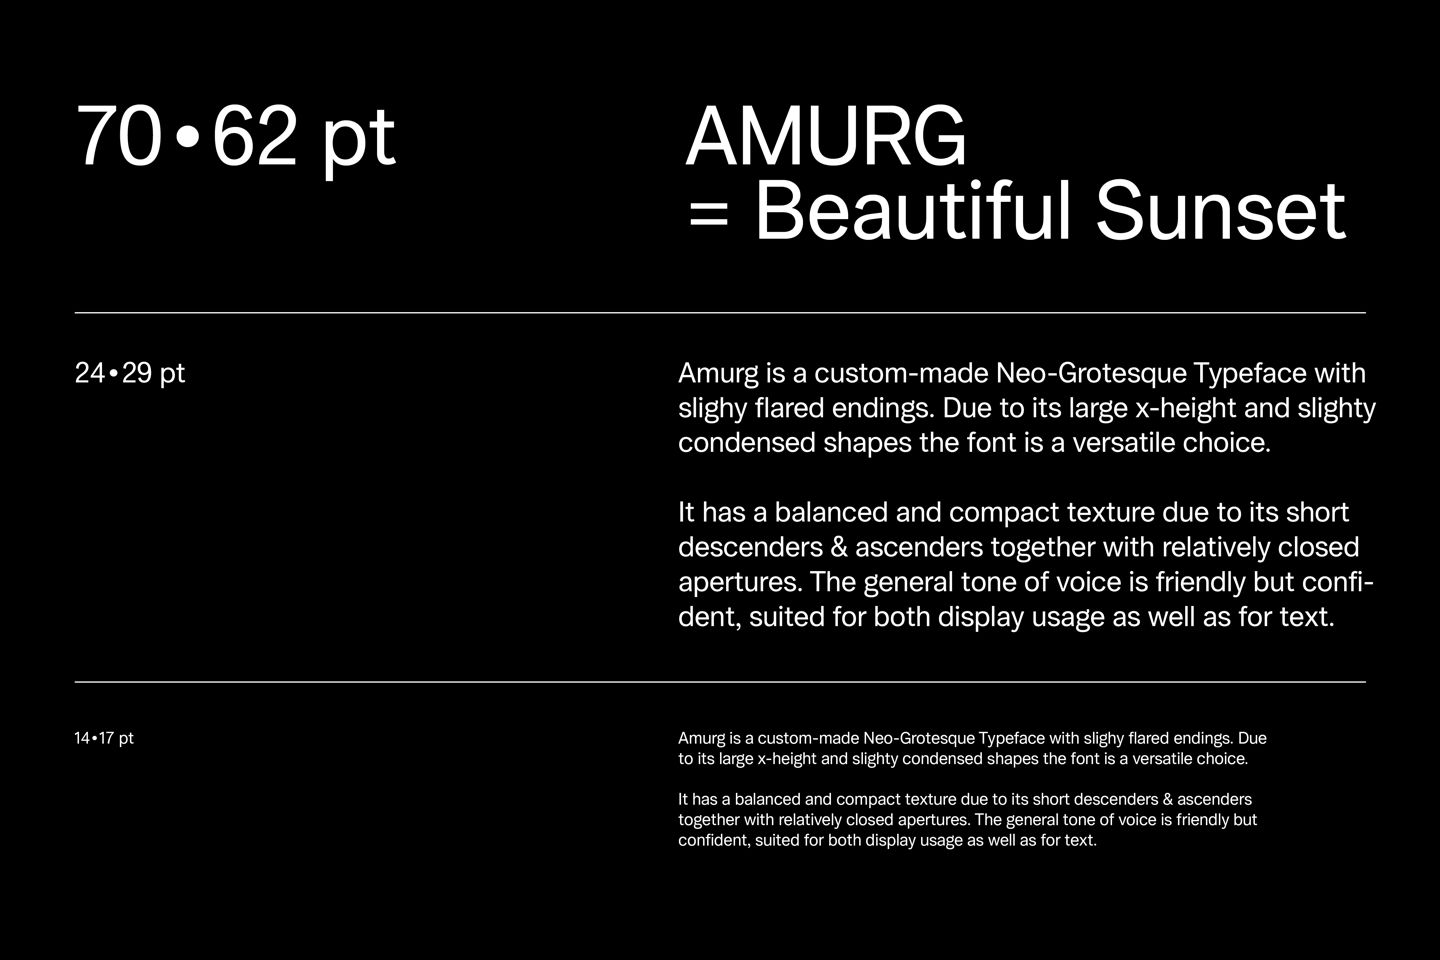 70•62 pt
AMURG
= Beautiful Sunset
24•29 pt
Amurg is a custom-made Neo-Grotesque Typeface with
slighy flared endings. Due to its large x-height and slighty
condensed shapes the font is a versatile choice.
It has a balanced and compact texture due to its short
descenders & ascenders together with relatively closed
apertures. The general tone of voice is friendly but confi-
dent, suited for both display usage as well as for text.
14•17 pt
Amurg is a custom-made Neo-Grotesque Typeface with slighy flared endings. Due
to its large x-height and slighty condensed shapes the font is a versatile choice.
It has a balanced and compact texture due to its short descenders & ascenders
together with relatively closed apertures. The general tone of voice is friendly but
confident, suited for both display usage as well as for text.